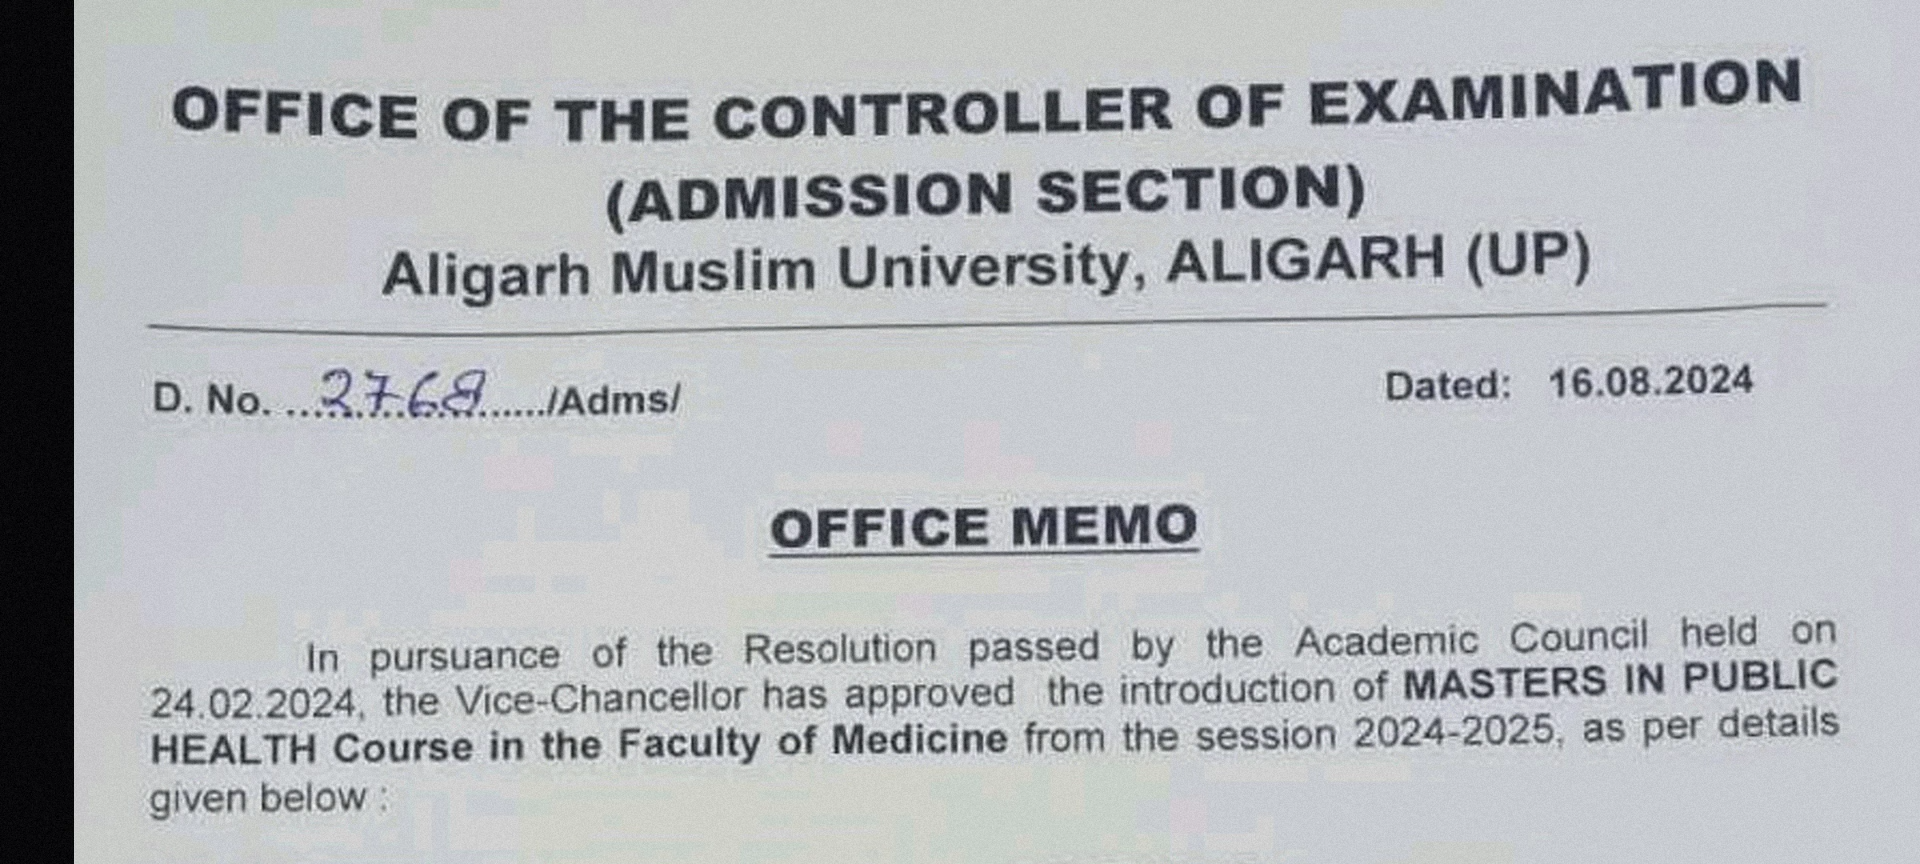 OFFICE OF THE CONTROLLER OF EXAMINATION
(ADMISSION SECTION)
Aligarh Muslim University, ALIGARH (UP)
D. No. ...2768....../Adms/ Dated: 16.08.2024
OFFICE MEMO
In pursuance of the Resolution passed by the Academic Council held on
24.02.2024, the Vice-Chancellor has approved the introduction of MASTERS IN PUBLIC
HEALTH Course in the Faculty of Medicine from the session 2024-2025, as per details
given below :